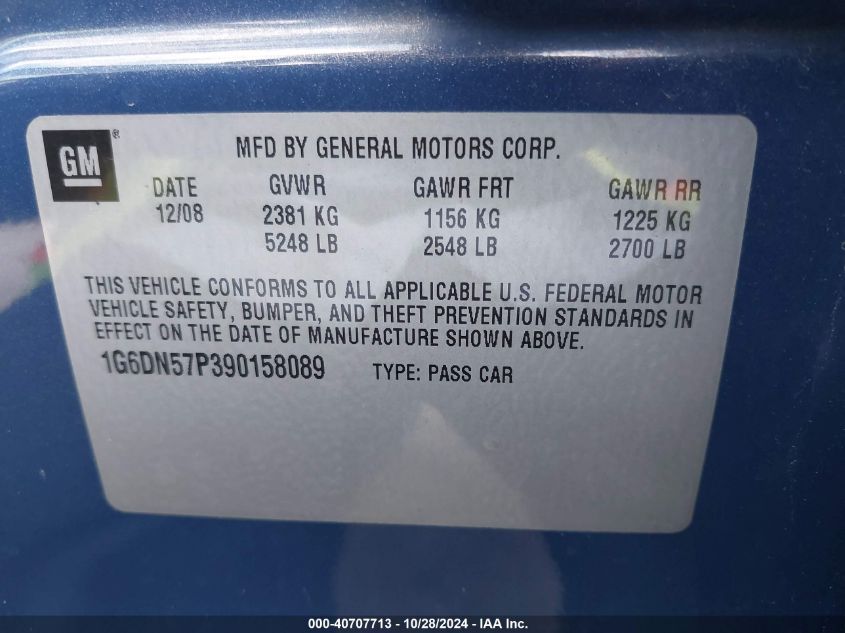 GM ®
MFD BY GENERAL MOTORS CORP.
DATE GVWR GAWR FRT GAWR RR
12/08 2381 KG 1156 KG 1225 KG
5248 LB 2548 LB 2700 LB
THIS VEHICLE CONFORMS TO ALL APPLICABLE U.S. FEDERAL MOTOR
VEHICLE SAFETY, BUMPER, AND THEFT PREVENTION STANDARDS IN
EFFECT ON THE DATE OF MANUFACTURE SHOWN ABOVE.
1G6DN57P390158089 TYPE: PASS CAR
000-40707713 - 10/28/2024 - IAA Inc.